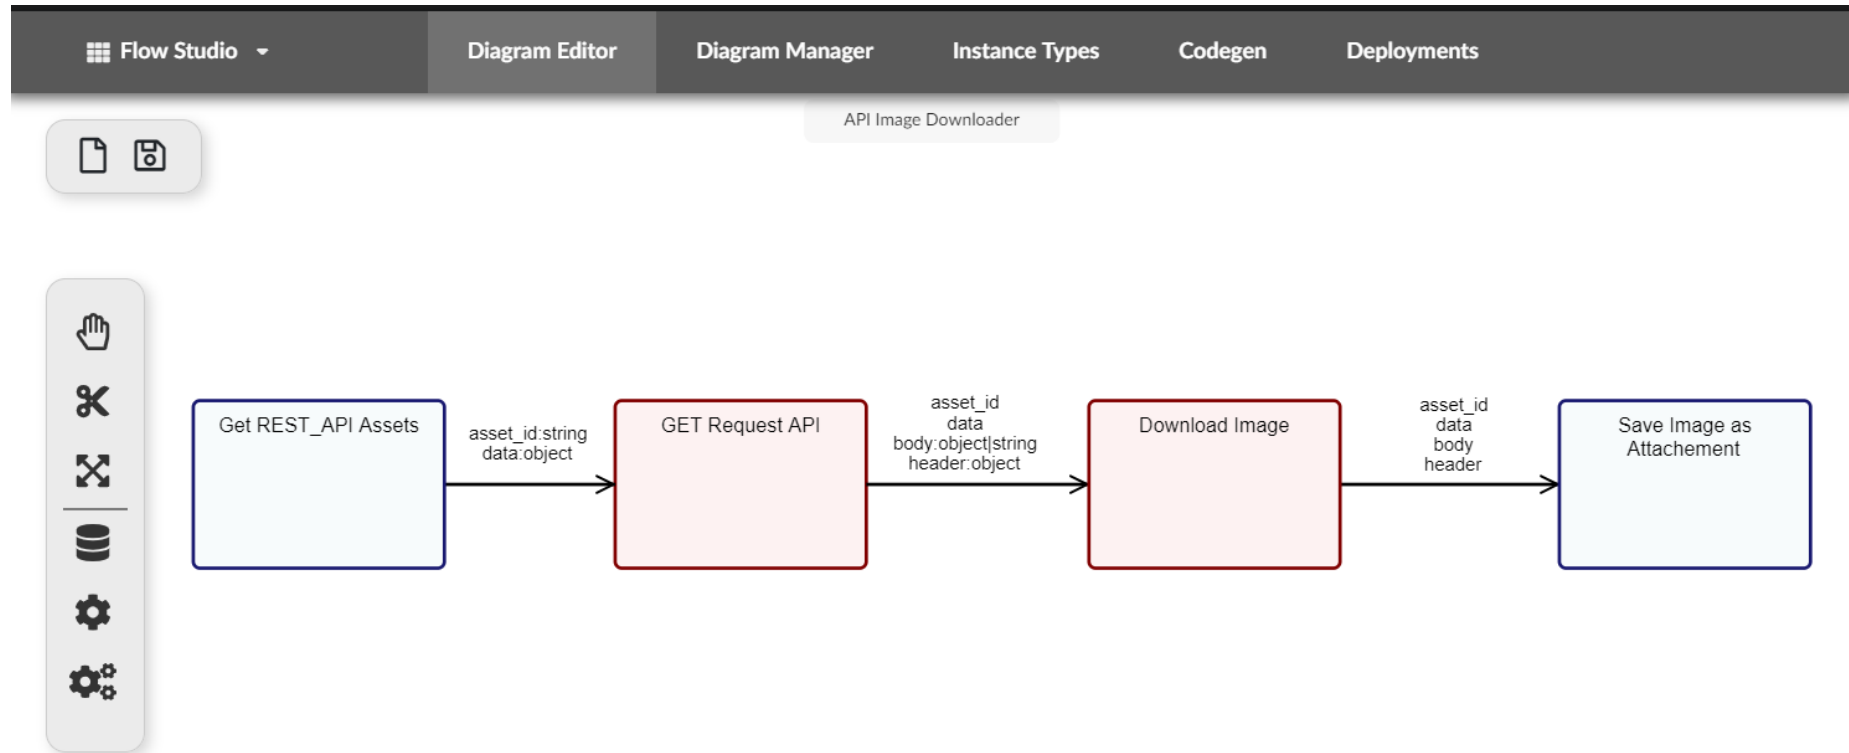 Flow Studio
Diagram Editor
Diagram Manager
Instance Types
Codegen
Deployments
API Image Downloader
Get REST_API Assets
asset_id:string
data:object
GET Request API
asset_id
data
body:object|string
header:object
Download Image
asset_id
data
body
header
Save Image as
Attachement